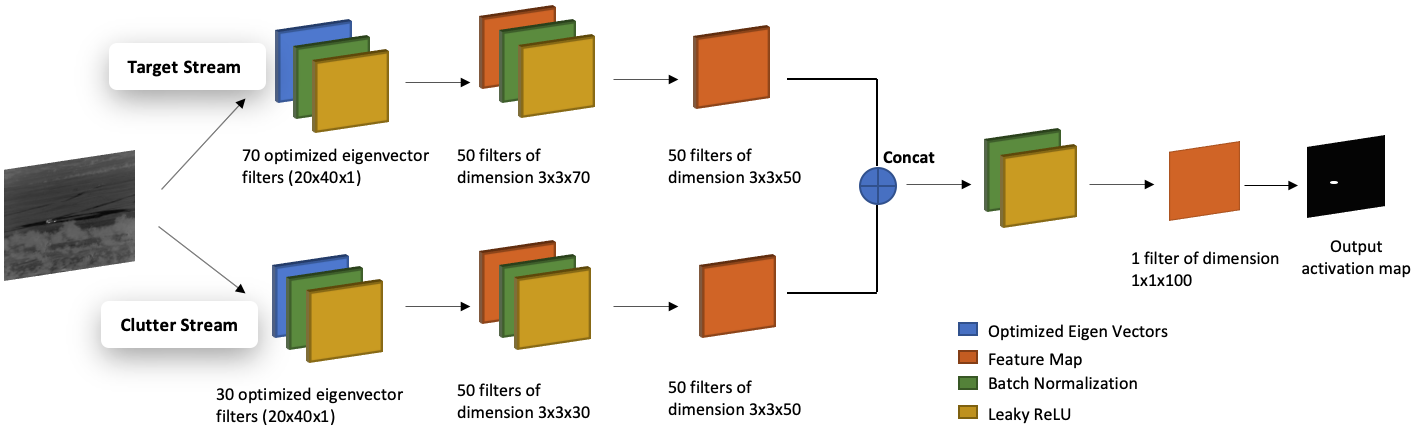 Target Stream
70 optimized eigenvector
filters (20x40x1)
50 filters of
dimension 3x3x70
50 filters of
dimension 3x3x50
Clutter Stream
30 optimized eigenvector
filters (20x40x1)
50 filters of
dimension 3x3x30
50 filters of
dimension 3x3x50
Concat
1 filter of dimension
1x1x100
Output
activation map
Optimized Eigen Vectors
Feature Map
Batch Normalization
Leaky ReLU